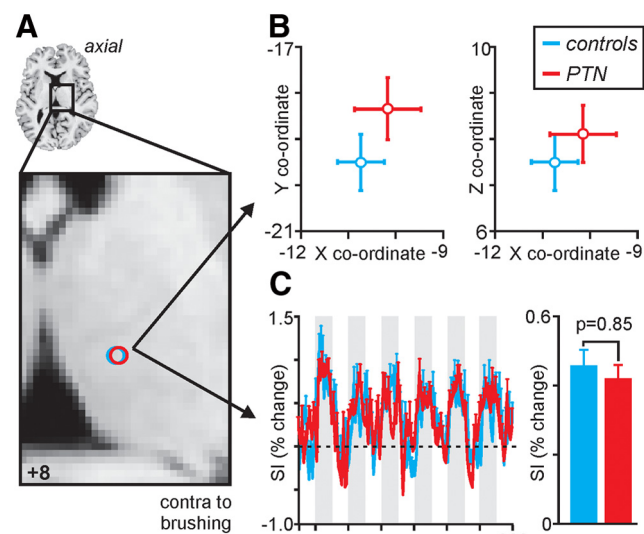 A
axial
+8
contra to
brushing
B
controls
PTN
-17
Y co-ordinate
-21
-12 X co-ordinate -9
10
Z co-ordinate
6
-12 X co-ordinate -9
C
1.5
SI (% change)
-1.0
0.6
p=0.85
SI (% change)
0